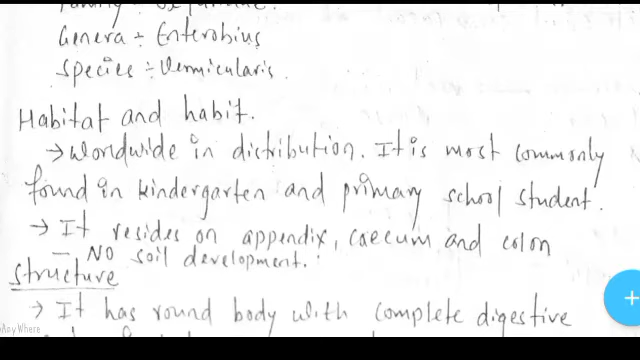 Genera ÷ Enterobius
Species ÷ Vermicularis
Habitat and habit.
→ Worldwide in distribution. It is most commonly
found in kindergarten and primary school student.
→ It resides on appendix, caecum and colon
– No soil development.
structure
→ It has round body with complete digestive
AnyWhere